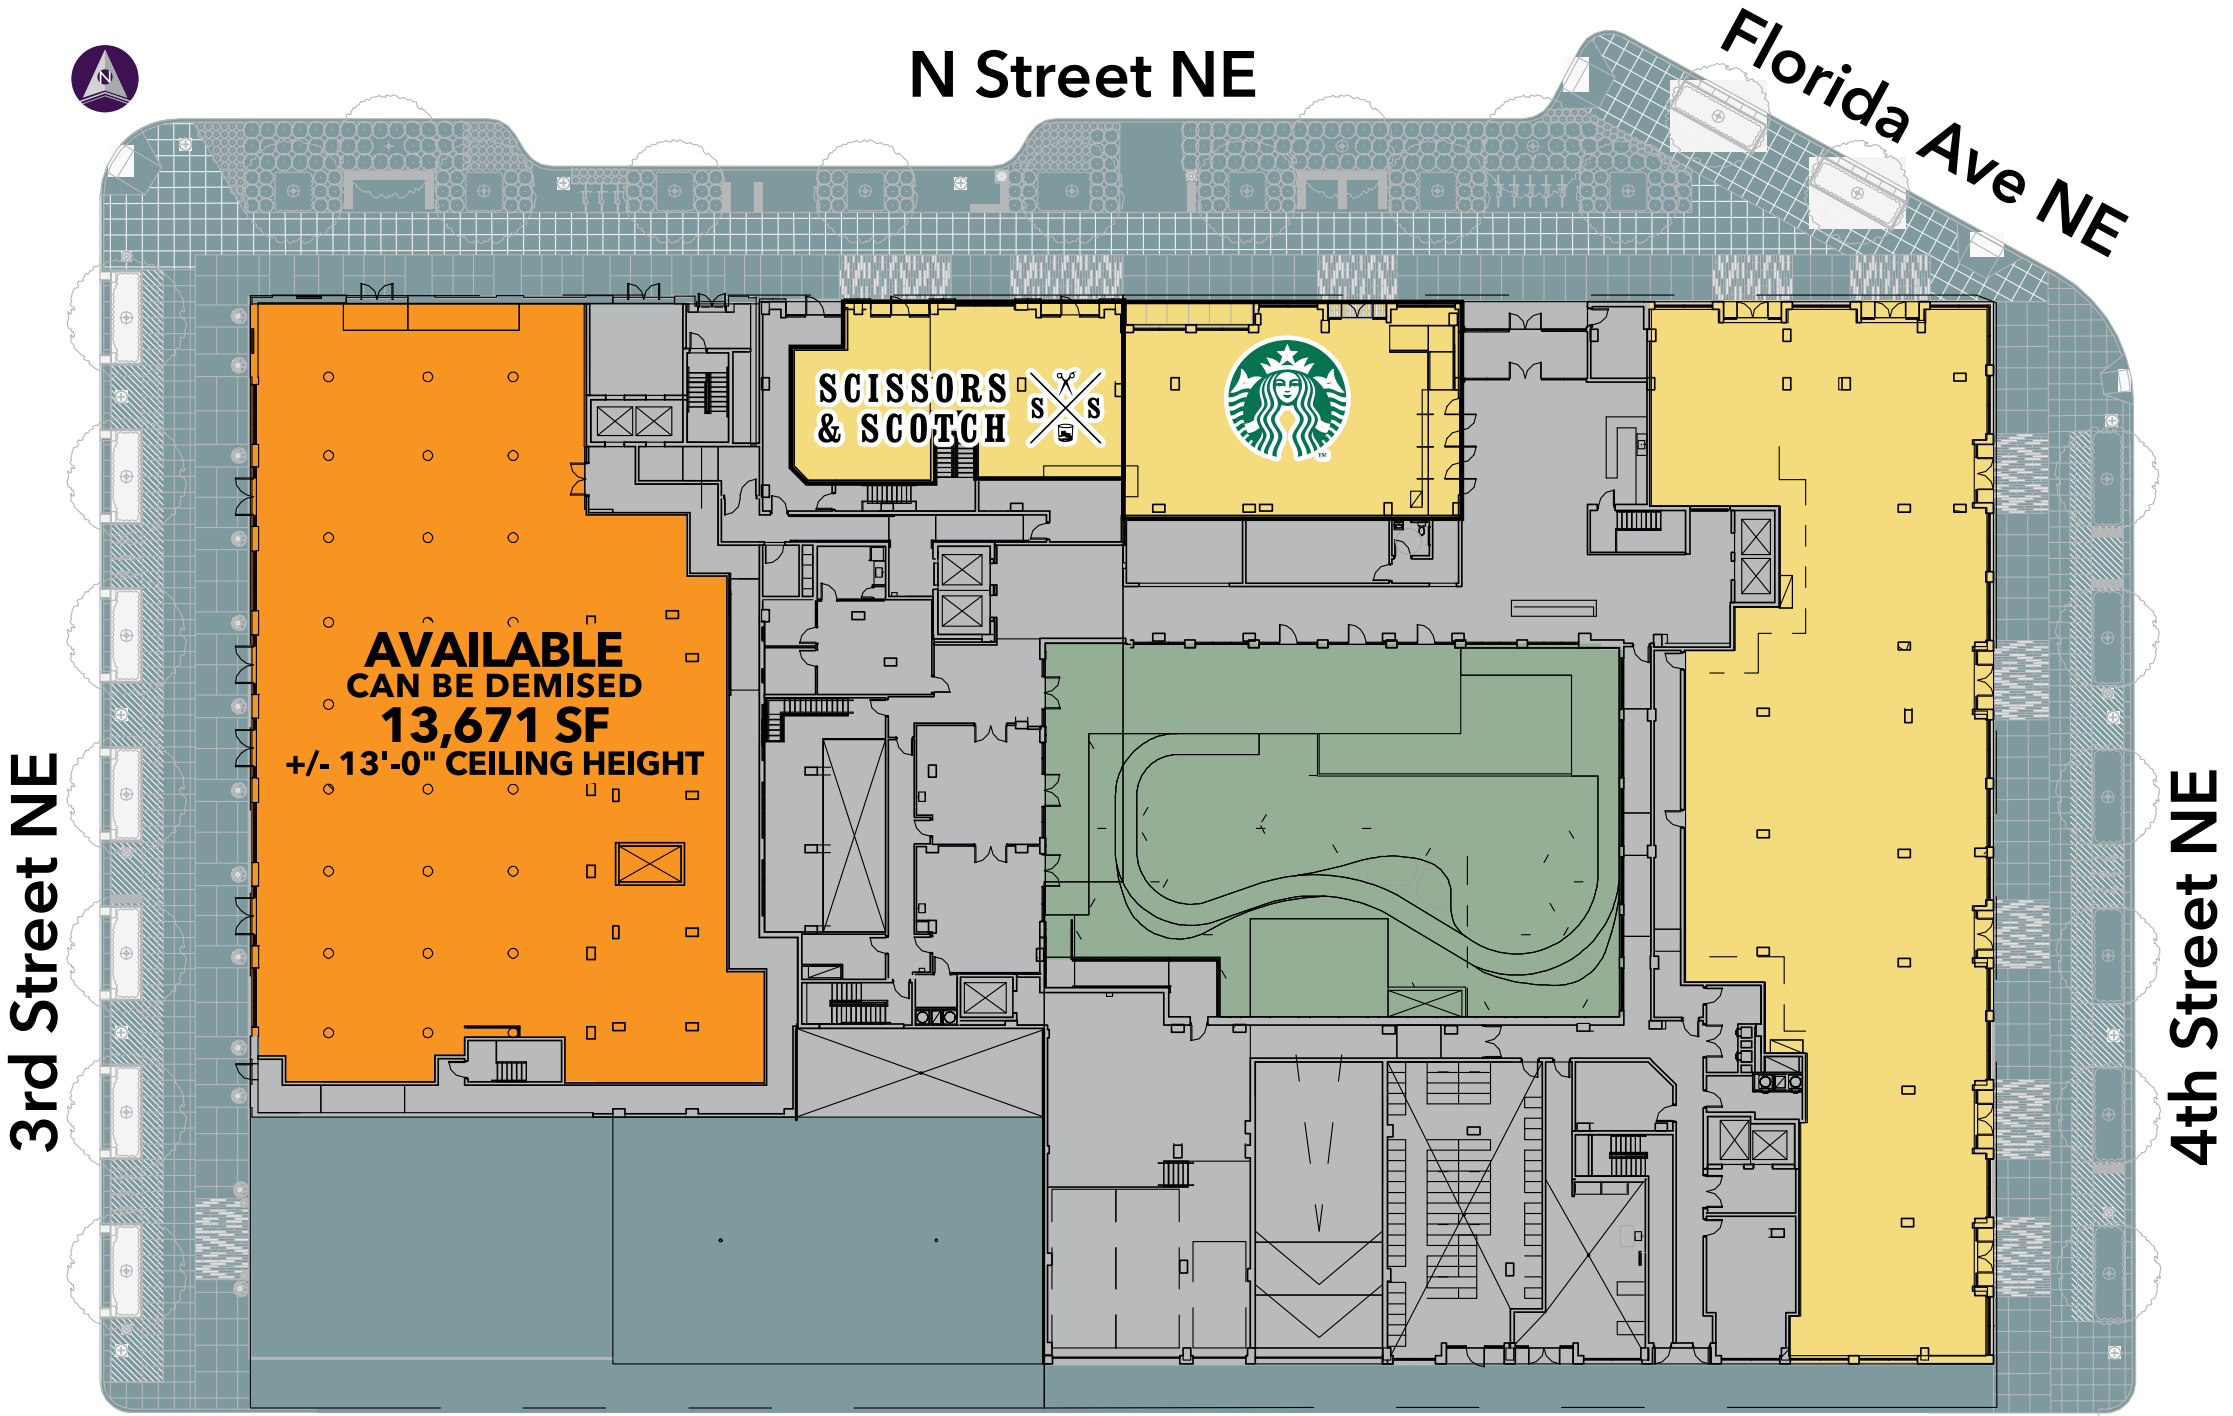 N
N Street NE
Florida Ave NE
SCISSORS
& SCOTCH
S S
TM
AVAILABLE
CAN BE DEMISED
13,671 SF
+/- 13'-0" CEILING HEIGHT
3rd Street NE
4th Street NE